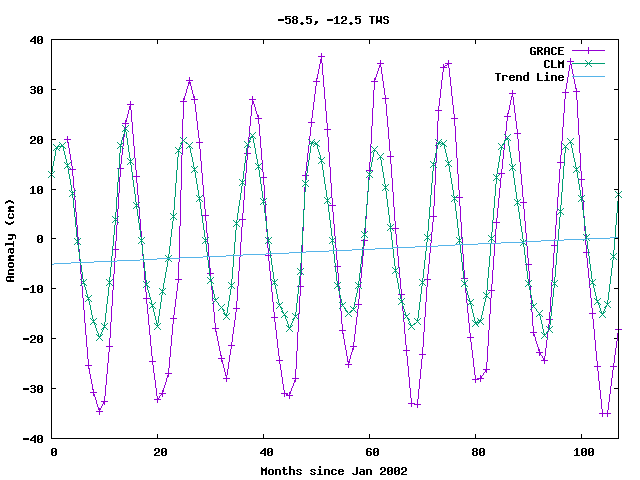 -58.5, -12.5 TWS
GRACE
CLM
Trend Line
40
30
20
10
0
-10
-20
-30
-40
Anomaly (cm)
0 20 40 60 80 100
Months since Jan 2002